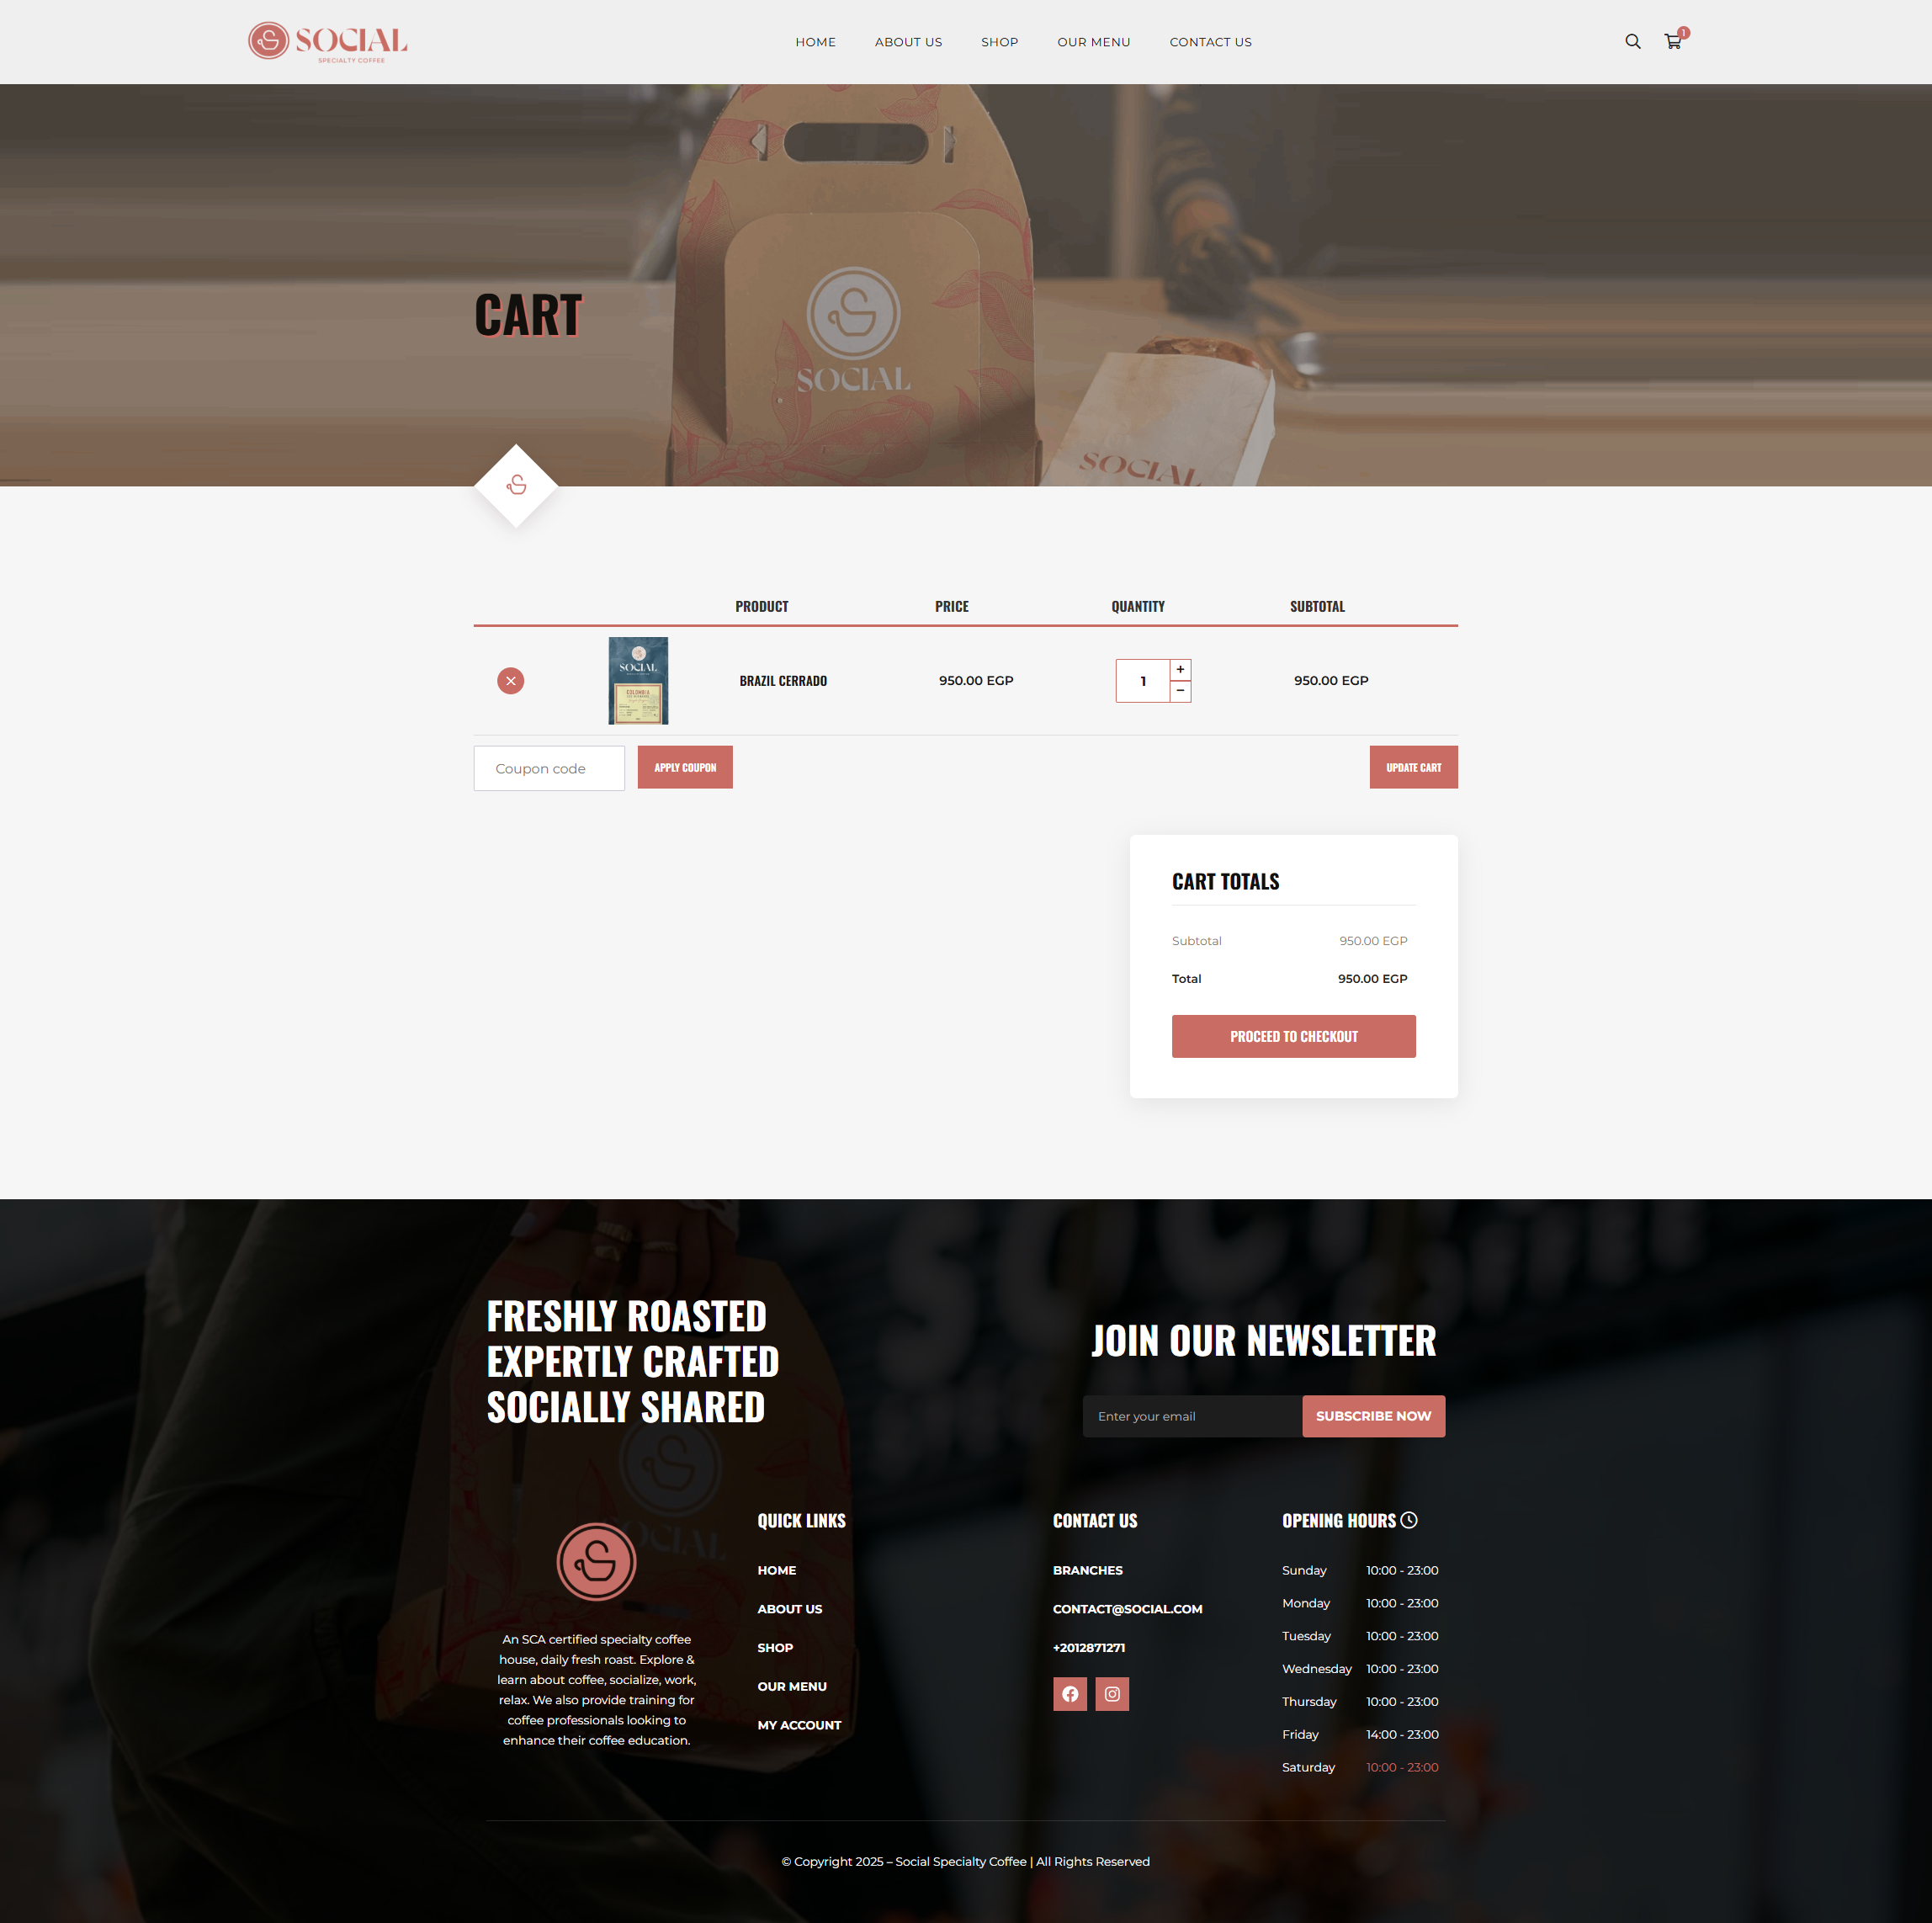 SOCIAL
SPECIALTY COFFEE
HOME ABOUT US SHOP OUR MENU CONTACT US
1
SOCIAL
SOCIAL
CART
PRODUCT PRICE QUANTITY SUBTOTAL
SOCIAL
COLOMBIA
BRAZIL CERRADO 950.00 EGP 1 + − 950.00 EGP
Coupon code APPLY COUPON UPDATE CART
CART TOTALS
Subtotal 950.00 EGP
Total 950.00 EGP
PROCEED TO CHECKOUT
FRESHLY ROASTED
EXPERTLY CRAFTED
SOCIALLY SHARED
JOIN OUR NEWSLETTER
Enter your email SUBSCRIBE NOW
An SCA certified specialty coffee
house, daily fresh roast. Explore &
learn about coffee, socialize, work,
relax. We also provide training for
coffee professionals looking to
enhance their coffee education.
QUICK LINKS
HOME
ABOUT US
SHOP
OUR MENU
MY ACCOUNT
CONTACT US
BRANCHES
CONTACT@SOCIAL.COM
+2012871271
OPENING HOURS
Sunday 10:00 - 23:00
Monday 10:00 - 23:00
Tuesday 10:00 - 23:00
Wednesday 10:00 - 23:00
Thursday 10:00 - 23:00
Friday 14:00 - 23:00
Saturday 10:00 - 23:00
© Copyright 2025 – Social Specialty Coffee | All Rights Reserved